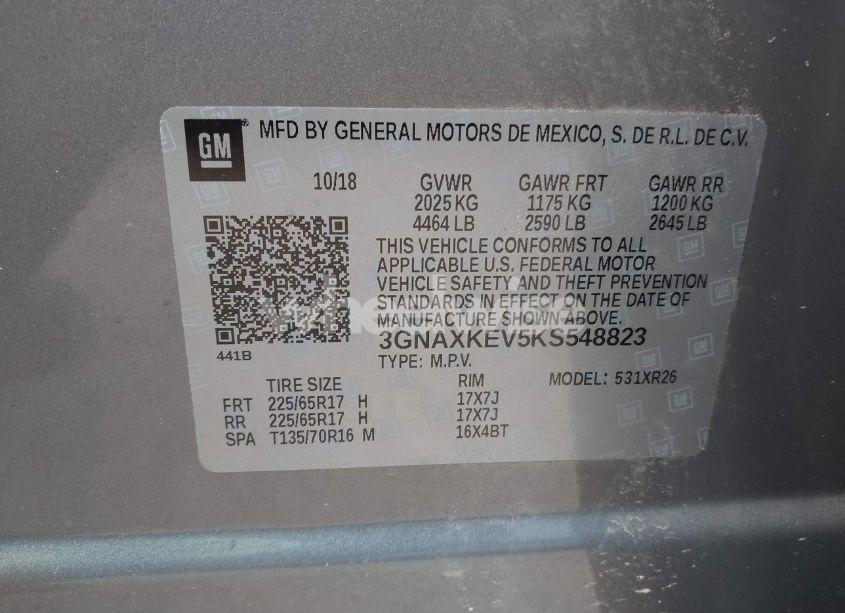 GM® MFD BY GENERAL MOTORS DE MEXICO, S. DE R.L. DE C.V.
10/18 GVWR GAWR FRT GAWR RR
2025 KG 1175 KG 1200 KG
4464 LB 2590 LB 2645 LB
THIS VEHICLE CONFORMS TO ALL
APPLICABLE U.S. FEDERAL MOTOR
VEHICLE SAFETY AND THEFT PREVENTION
STANDARDS IN EFFECT ON THE DATE OF
MANUFACTURE SHOWN ABOVE.
3GNAXKEV5KS548823
441B
TYPE: M.P.V.
TIRE SIZE RIM MODEL: 531XR26
FRT 225/65R17 H 17X7J
RR 225/65R17 H 17X7J
SPA T135/70R16 M 16X4BT